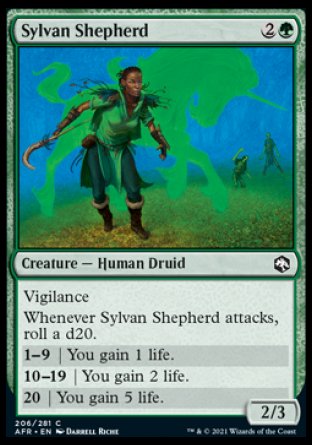 Sylvan Shepherd 2
Creature — Human Druid
Vigilance
Whenever Sylvan Shepherd attacks,
roll a d20.
1–9 | You gain 1 life.
10–19 | You gain 2 life.
20 | You gain 5 life.
2/3
206/281 C
AFR • EN Darrell Riche
™ & © 2021 Wizards of the Coast